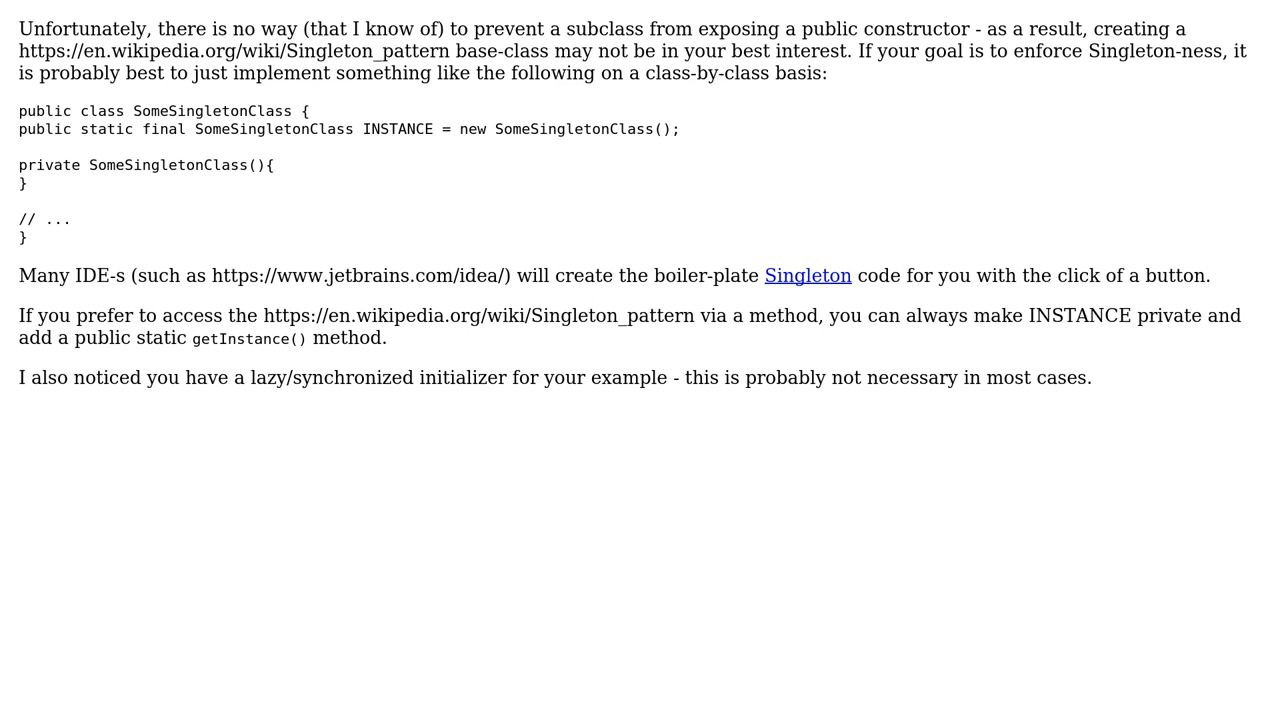 Unfortunately, there is no way (that I know of) to prevent a subclass from exposing a public constructor - as a result, creating a
https://en.wikipedia.org/wiki/Singleton_pattern base-class may not be in your best interest. If your goal is to enforce Singleton-ness, it
is probably best to just implement something like the following on a class-by-class basis:
public class SomeSingletonClass {
public static final SomeSingletonClass INSTANCE = new SomeSingletonClass();
private SomeSingletonClass(){
}
// ...
}
Many IDE-s (such as https://www.jetbrains.com/idea/) will create the boiler-plate Singleton code for you with the click of a button.
If you prefer to access the https://en.wikipedia.org/wiki/Singleton_pattern via a method, you can always make INSTANCE private and
add a public static getInstance() method.
I also noticed you have a lazy/synchronized initializer for your example - this is probably not necessary in most cases.